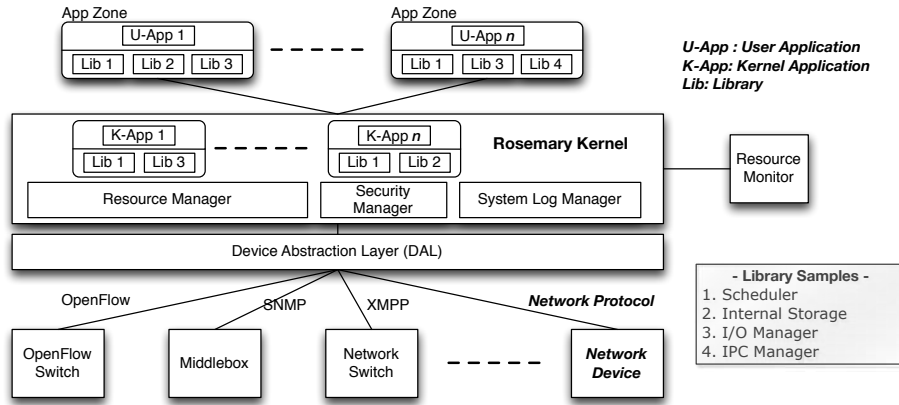 App Zone
App Zone
U-App 1
U-App n
Lib 1
Lib 2
Lib 3
Lib 1
Lib 3
Lib 4
U-App : User Application
K-App: Kernel Application
Lib: Library
K-App 1
K-App n
Rosemary Kernel
Lib 1
Lib 3
Lib 1
Lib 2
Resource Manager
Security
Manager
System Log Manager
Resource
Monitor
Device Abstraction Layer (DAL)
OpenFlow
SNMP
XMPP
Network Protocol
OpenFlow
Switch
Middlebox
Network
Switch
Network
Device
- Library Samples -
1. Scheduler
2. Internal Storage
3. I/O Manager
4. IPC Manager